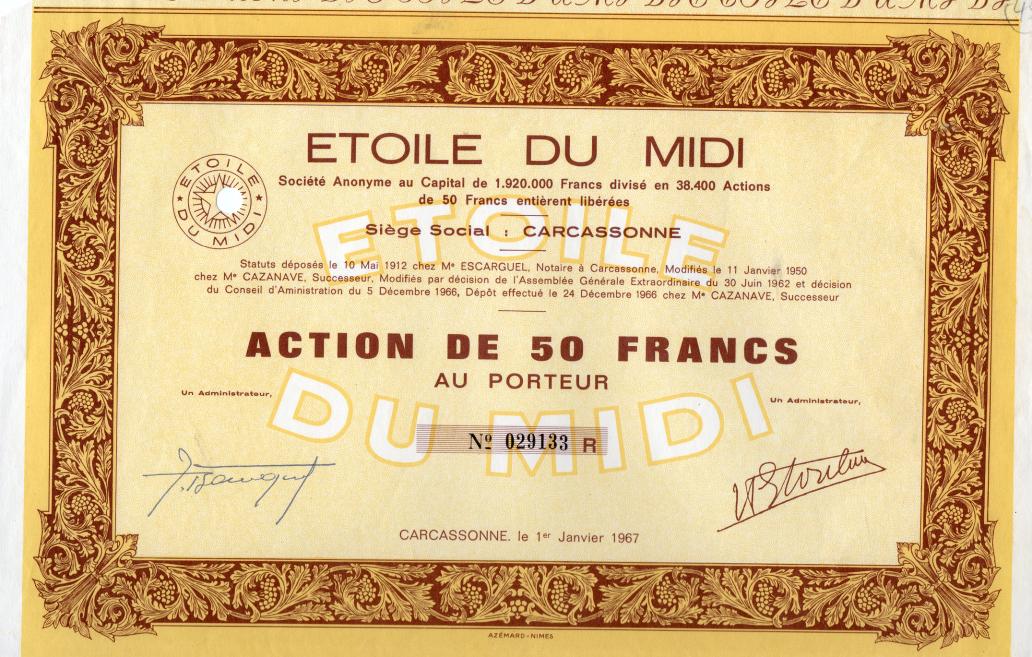 ETOILE DU MIDI
ETOILE DU MIDI
Société Anonyme au Capital de 1.920.000 Francs divisé en 38.400 Actions
de 50 Francs entièrent libérées
Siège Social : CARCASSONNE
ETOILE
Statuts déposés le 10 Mai 1912 chez Me ESCARGUEL, Notaire à Carcassonne, Modifiés le 11 Janvier 1950
chez Me CAZANAVE, Successeur, Modifiés par décision de l'Assemblée Générale Extraordinaire du 30 Juin 1962 et décision
du Conseil d'Aministration du 5 Décembre 1966, Dépôt effectué le 24 Décembre 1966 chez Me CAZANAVE, Successeur
ACTION DE 50 FRANCS
AU PORTEUR
Un Administrateur,
Un Administrateur,
DU MIDI
Nº 029133 R
CARCASSONNE. le 1er Janvier 1967
AZÉMARD-NIMES